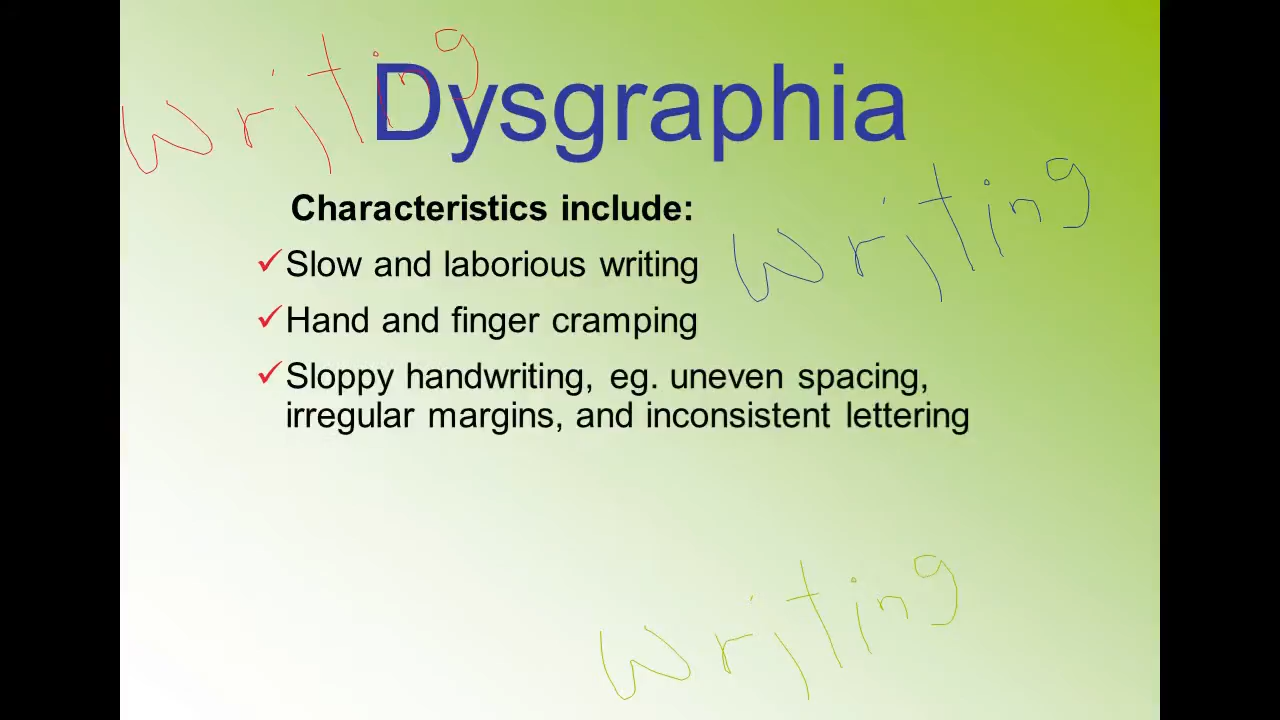 Writing
Dysgraphia
Characteristics include:
Writing
Slow and laborious writing
Hand and finger cramping
Sloppy handwriting, eg. uneven spacing,
irregular margins, and inconsistent lettering
Writing